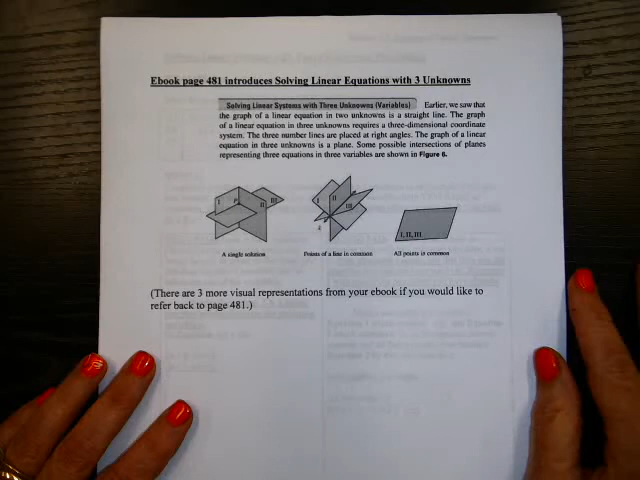 Ebook page 481 introduces Solving Linear Equations with 3 Unknowns
Solving Linear Systems with Three Unknowns (Variables) Earlier, we saw that
the graph of a linear equation in two unknowns is a straight line. The graph
of a linear equation in three unknowns requires a three-dimensional coordinate
system. The three number lines are placed at right angles. The graph of a linear
equation in three unknowns is a plane. Some possible intersections of planes
representing three equations in three variables are shown in Figure 6.
I P II III
I II III
I, II, III
A single solution Points of a line in common All points in common
(There are 3 more visual representations from your ebook if you would like to
refer back to page 481.)